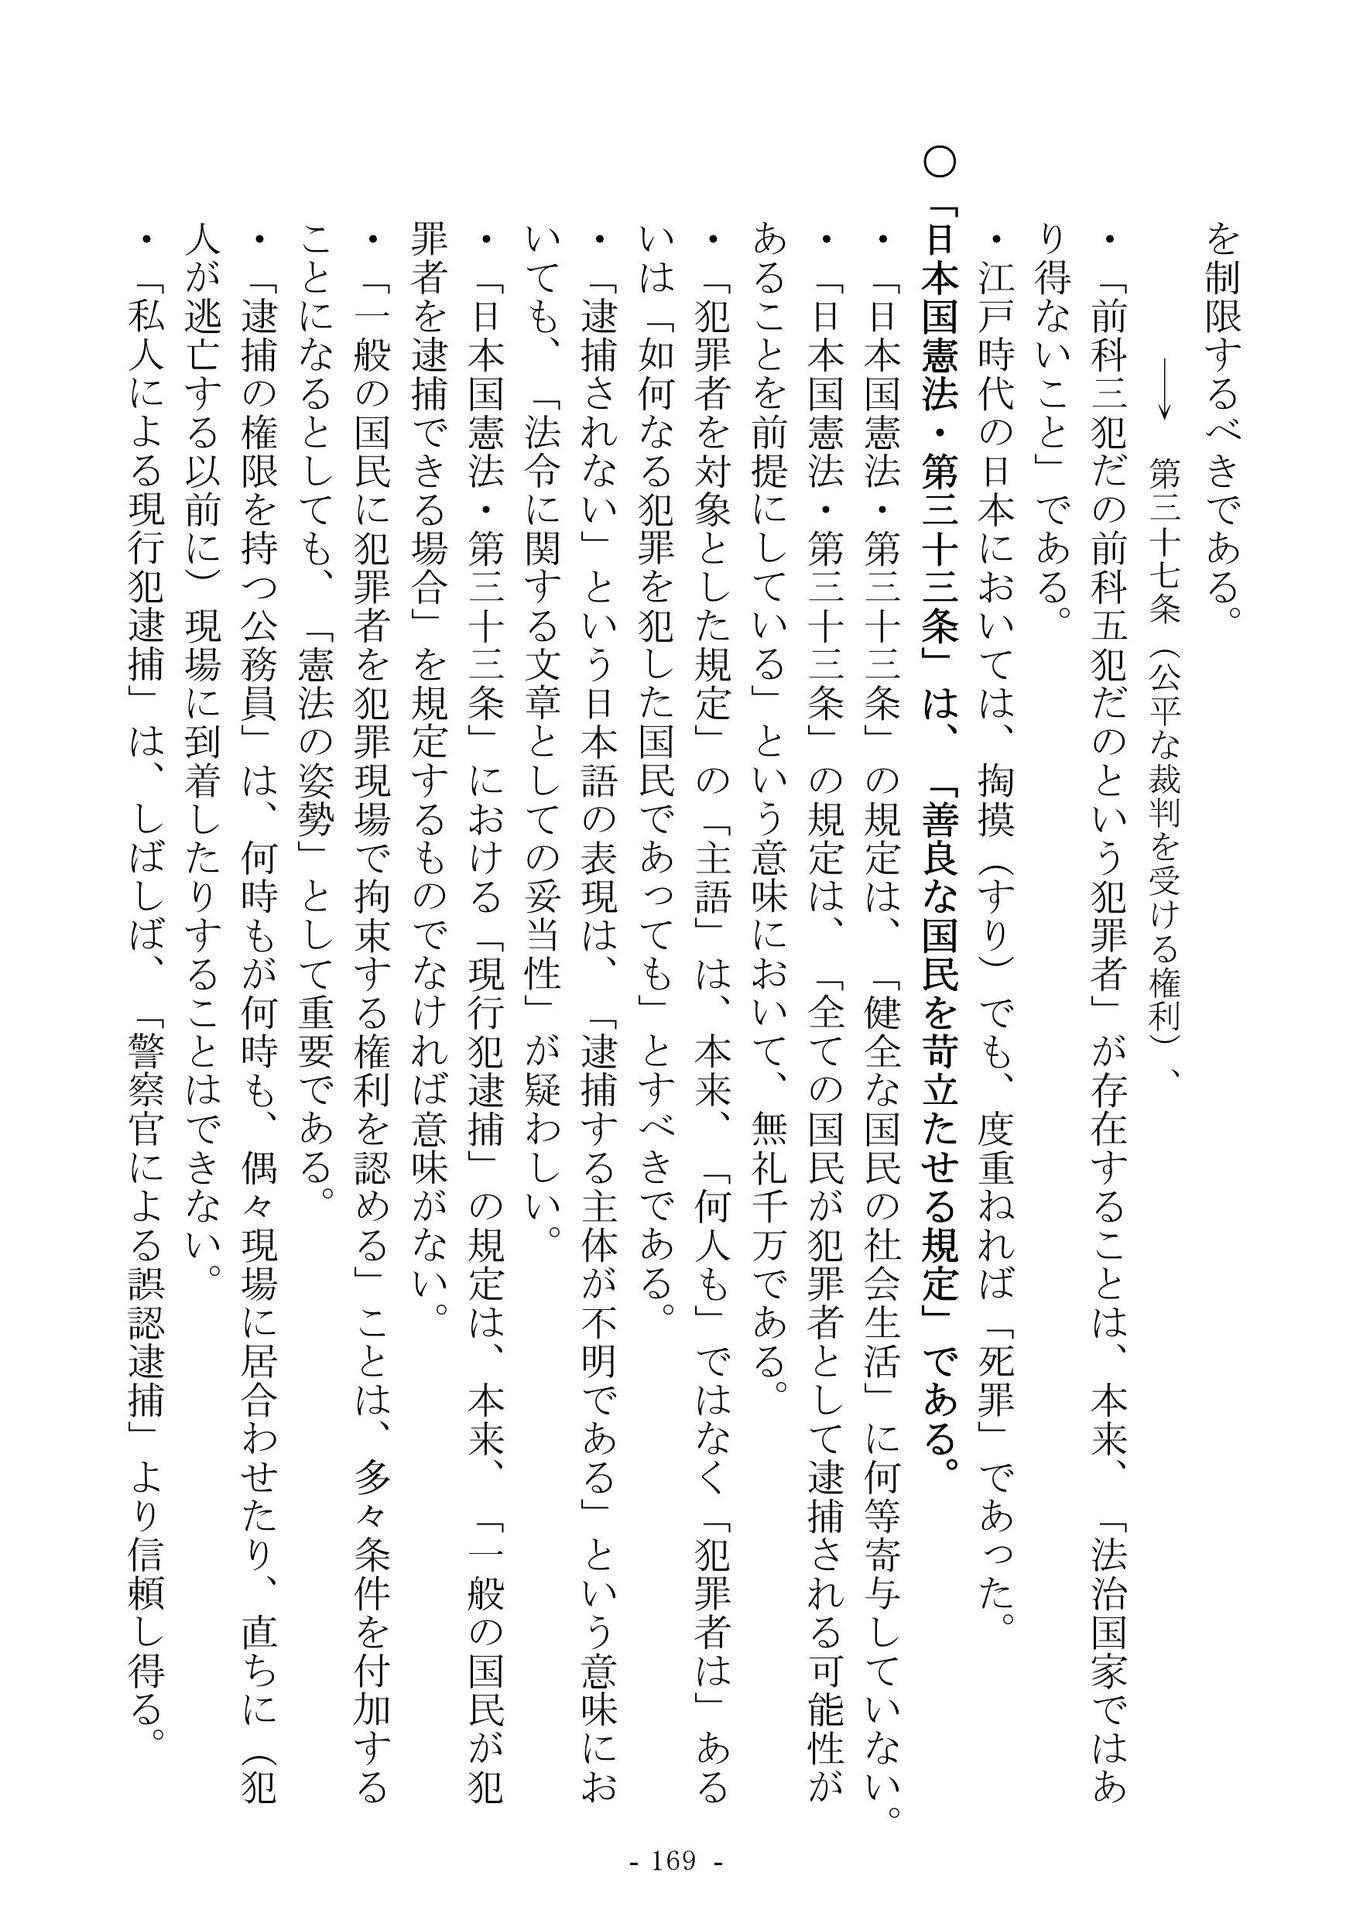 を制限するべきである。
↓ 第三十七条（公平な裁判を受ける権利）、
・「前科三犯だの前科五犯だのという犯罪者」が存在することは、本来、「法治国家ではあ
り得ないこと」である。
・江戸時代の日本においては、掏摸（すり）でも、度重ねれば「死罪」であった。
〇「日本国憲法・第三十三条」は、「善良な国民を苛立たせる規定」である。
・「日本国憲法・第三十三条」の規定は、「健全な国民の社会生活」に何等寄与していない。
・「日本国憲法・第三十三条」の規定は、「全ての国民が犯罪者として逮捕される可能性が
あることを前提にしている」という意味において、無礼千万である。
・「犯罪者を対象とした規定」の「主語」は、本来、「何人も」ではなく「犯罪者は」ある
いは「如何なる犯罪を犯した国民であっても」とすべきである。
・「逮捕されない」という日本語の表現は、「逮捕する主体が不明である」という意味にお
いても、「法令に関する文章としての妥当性」が疑わしい。
・「日本国憲法・第三十三条」における「現行犯逮捕」の規定は、本来、「一般の国民が犯
罪者を逮捕できる場合」を規定するものでなければ意味がない。
・「一般の国民に犯罪者を犯罪現場で拘束する権利を認める」ことは、多々条件を付加する
ことになるとしても、「憲法の姿勢」として重要である。
・「逮捕の権限を持つ公務員」は、何時もが何時も、偶々現場に居合わせたり、直ちに（犯
人が逃亡する以前に）現場に到着したりすることはできない。
・「私人による現行犯逮捕」は、しばしば、「警察官による誤認逮捕」より信頼し得る。
- 169 -